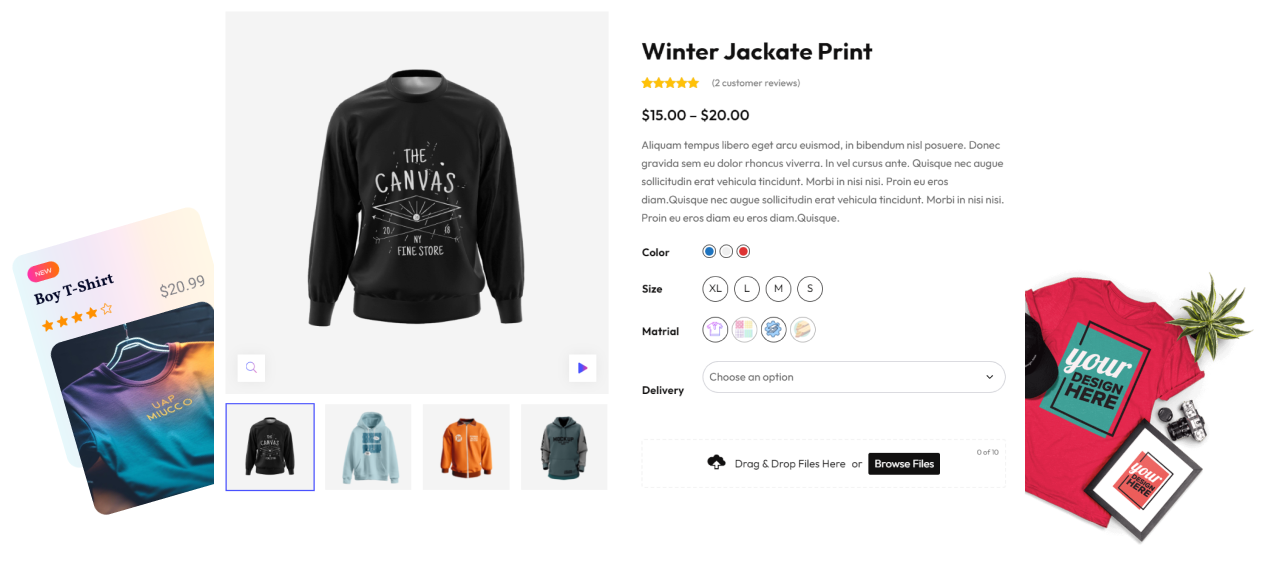 NEW
Boy T-Shirt
$20.99
UAP
MIUCCO
THE
CANVAS
20 18
NY
FINE STORE
THE
CANVAS
Winter Jackate Print
(2 customer reviews)
$15.00 – $20.00
Aliquam tempus libero eget arcu euismod, in bibendum nisl posuere. Donec
gravida sem eu dolor rhoncus viverra. In vel cursus ante. Quisque nec augue
sollicitudin erat vehicula tincidunt. Morbi in nisi nisi. Proin eu eros
diam.Quisque nec augue sollicitudin erat vehicula tincidunt. Morbi in nisi nisi.
Proin eu eros diam eu eros diam.Quisque.
Color
Size XL L M S
Matrial
Delivery Choose an option
0 of 10
Drag & Drop Files Here or Browse Files
your
DESIGN
HERE
your
DESIGN
HERE